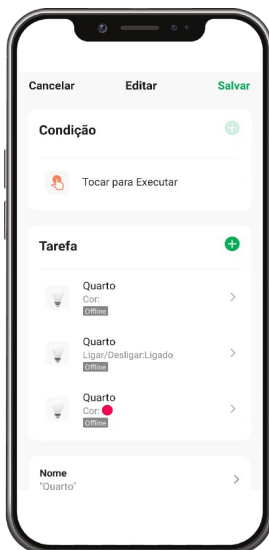 Cancelar Editar Salvar
Condição
Tocar para Executar
Tarefa
Quarto
Cor:
Offline
Quarto
Ligar/Desligar:Ligado
Offline
Quarto
Cor:
Offline
Nome
"Quarto"